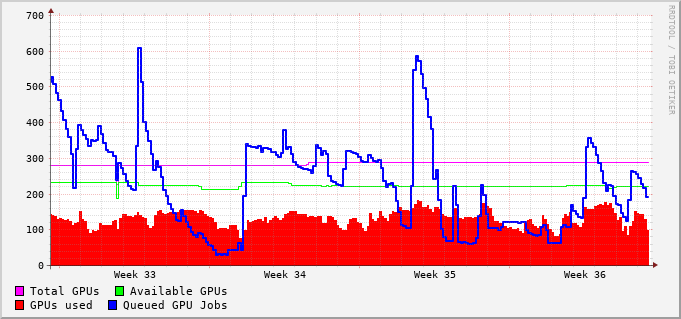 700
600
500
400
300
200
100
0
Week 33 Week 34 Week 35 Week 36
Total GPUs Available GPUs
GPUs used Queued GPU Jobs
RRDTOOL / TOBI OETIKER